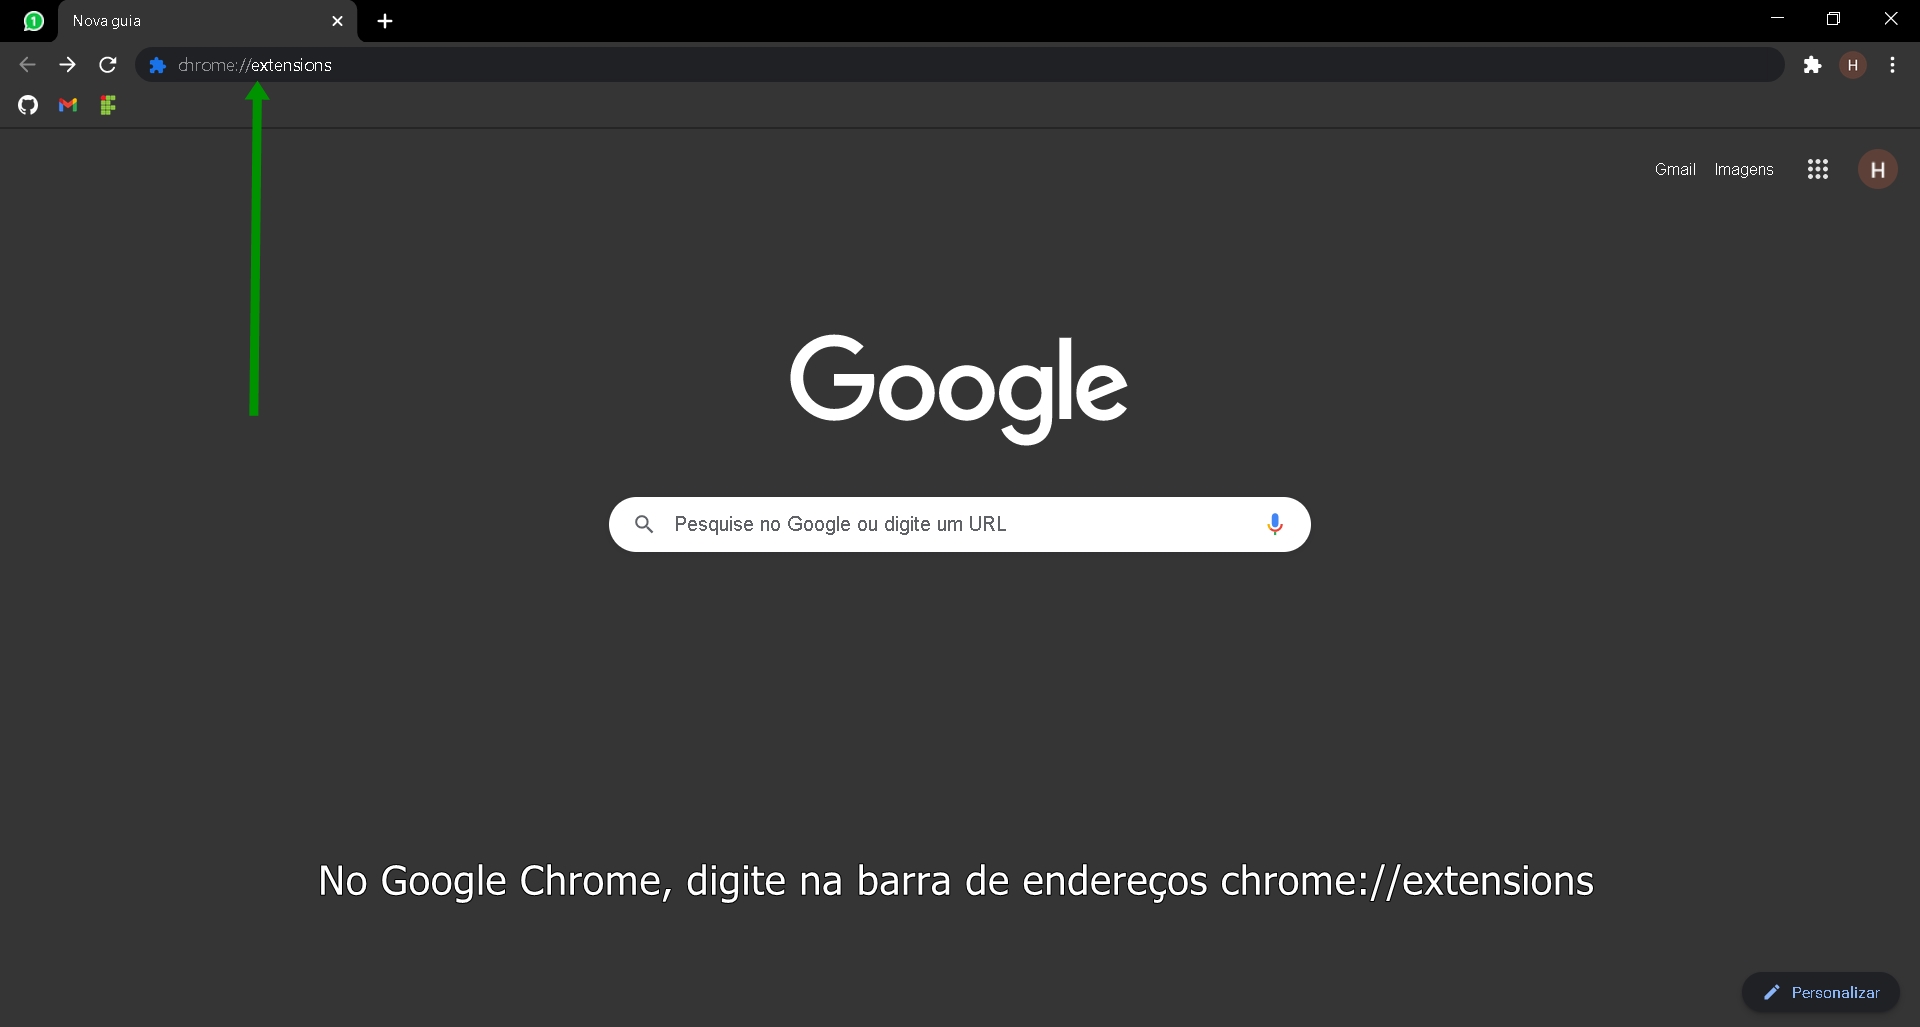 1
Nova guia
chrome://extensions
H
Gmail Imagens
H
Google
Pesquise no Google ou digite um URL
No Google Chrome, digite na barra de endereços chrome://extensions
Personalizar